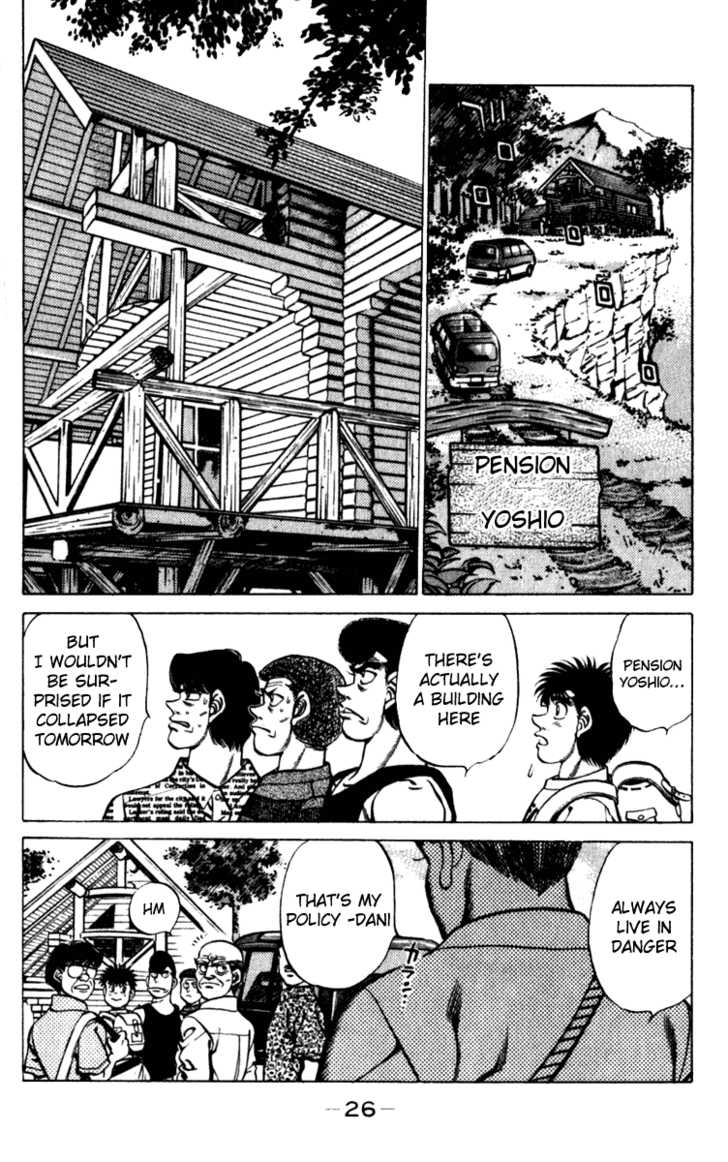 PENSION
YOSHIO
PENSION
YOSHIO...
THERE'S
ACTUALLY
A BUILDING
HERE
BUT
I WOULDN'T
BE SUR-
PRISED IF IT
COLLAPSED
TOMORROW
ALWAYS
LIVE IN
DANGER
THAT'S MY
POLICY -DANI
HM
-26-